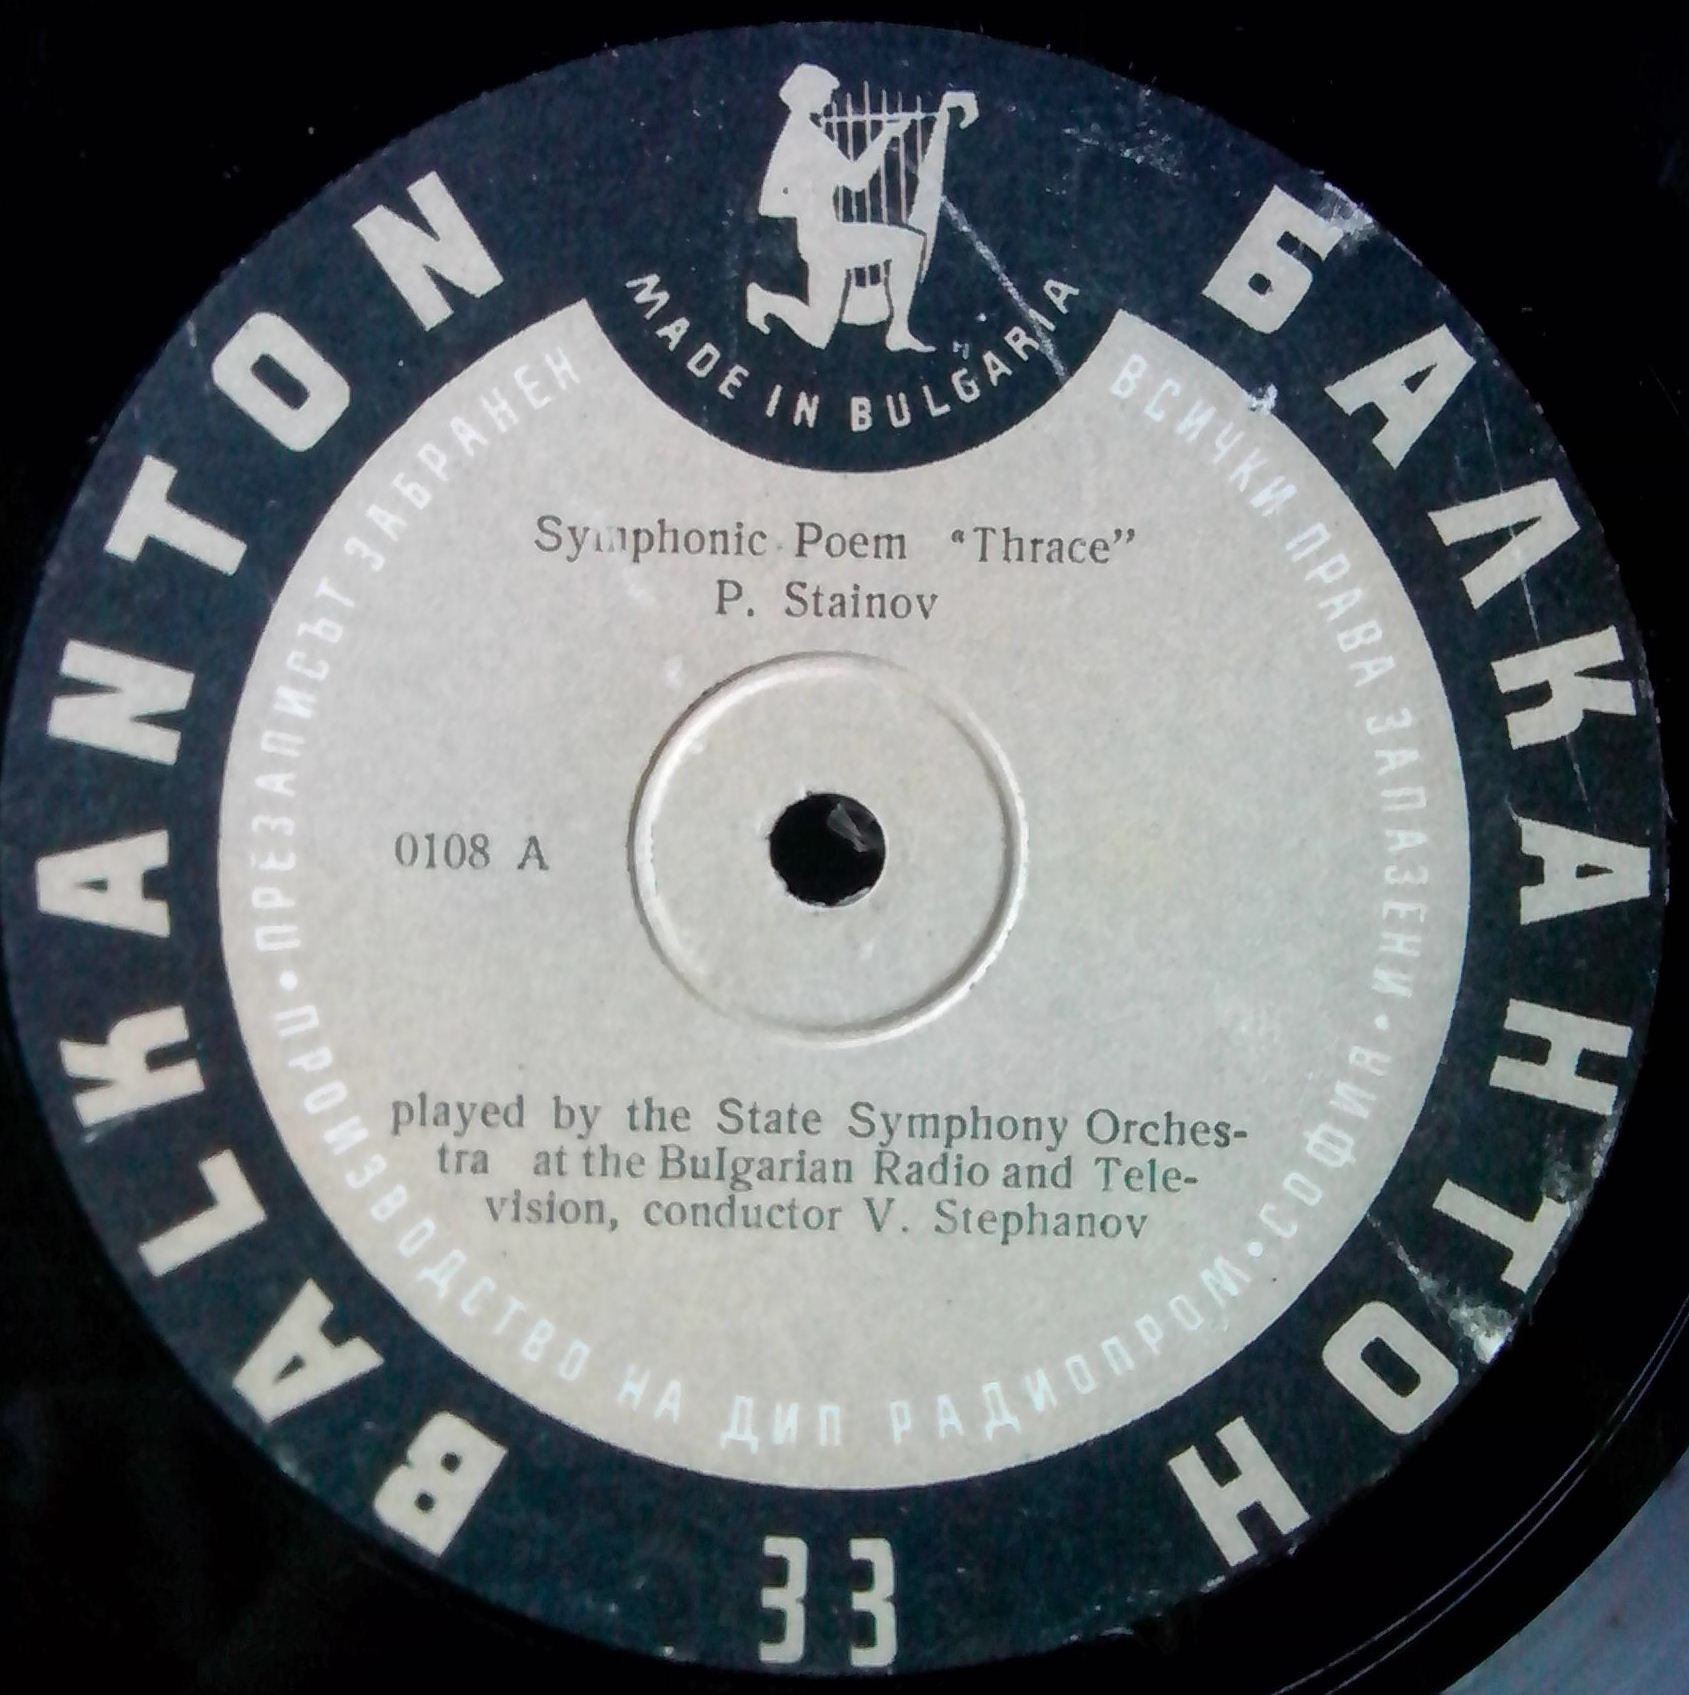 BALKANTON
БАЛКАНТОН
MADE IN BULGARIA
ВСИЧКИ ПРАВА ЗАПАЗЕНИ • СОФИЯ •
ПРОИЗВОДСТВО НА ДИП РАДИОПРОМ
• ПРЕЗАПИСЪТ ЗАБРАНЕН
Symphonic Poem “Thrace”
P. Stainov
0108 A
played by the State Symphony Orches-
tra at the Bulgarian Radio and Tele-
vision, conductor V. Stephanov
33